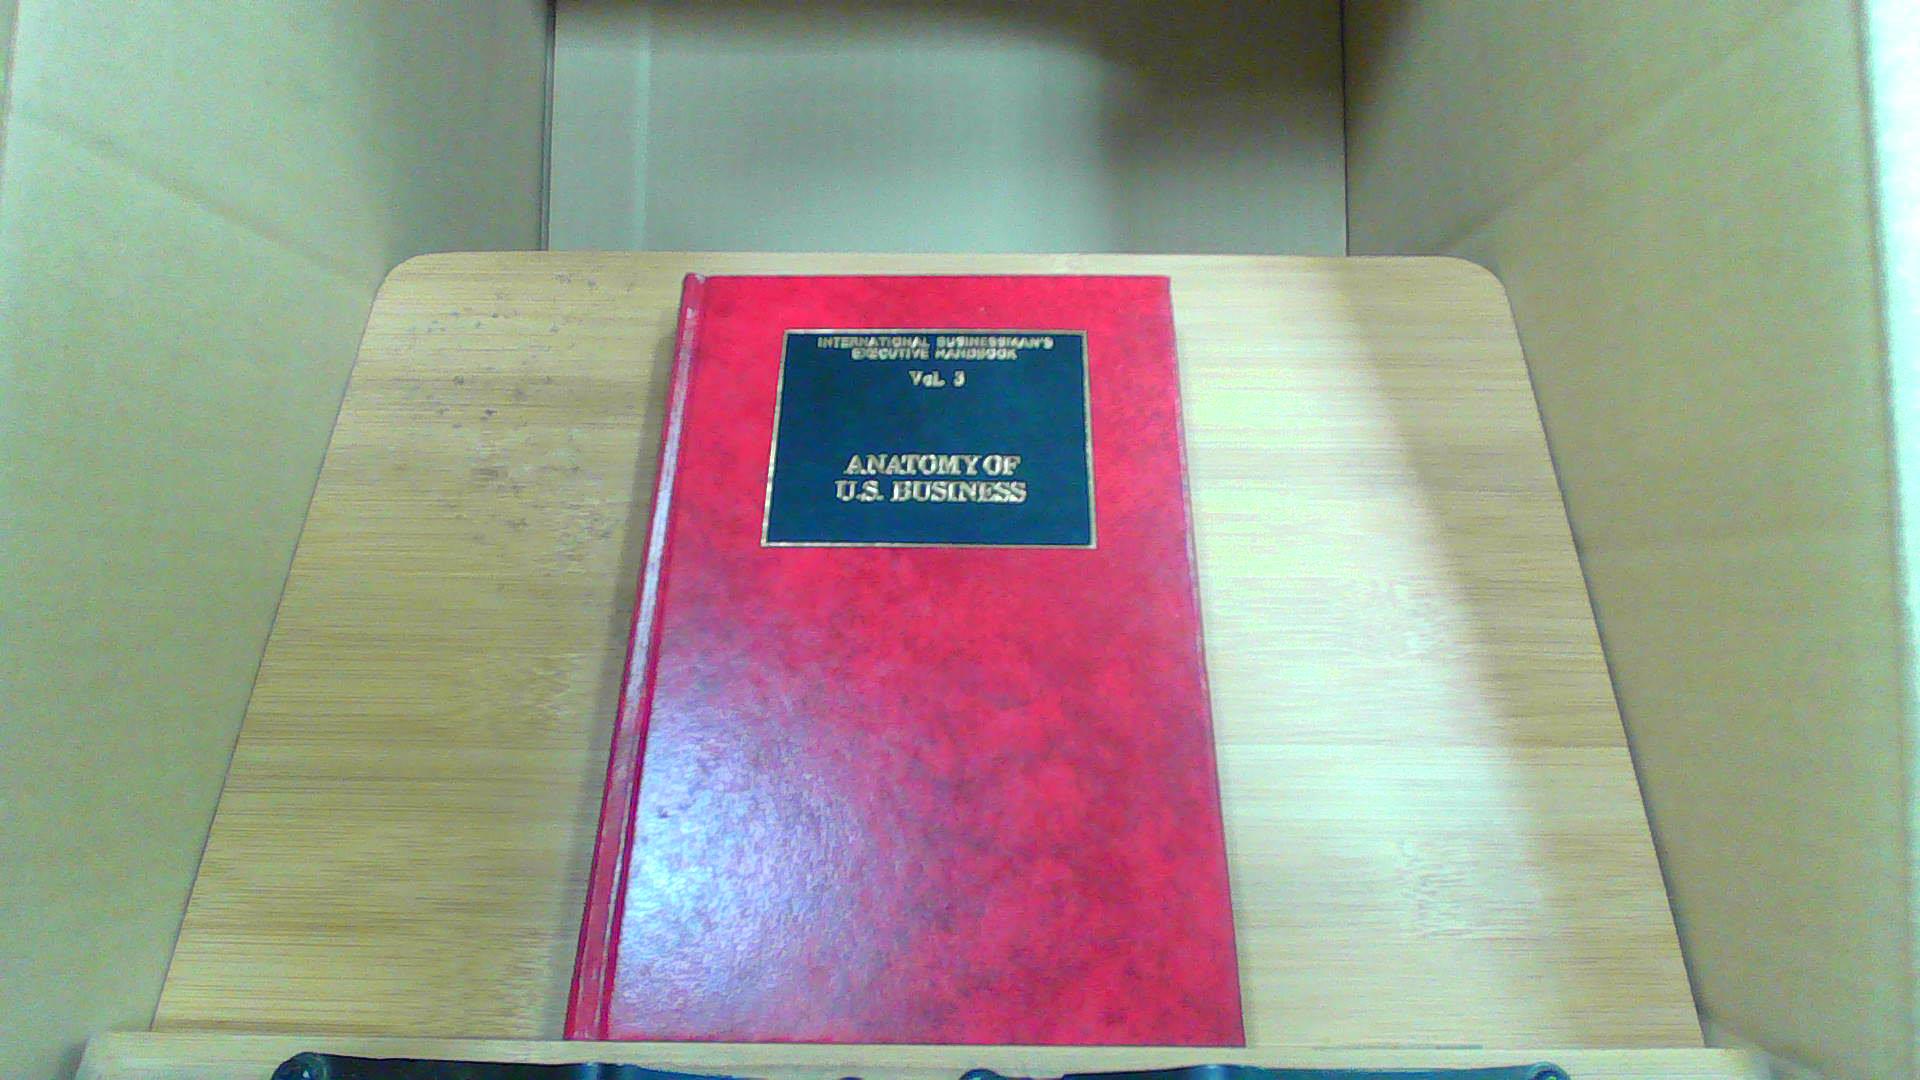 INTERNATIONAL BUSINESSMAN'S
EXECUTIVE HANDBOOK
VOL. 3
ANATOMY OF
U.S. BUSINESS